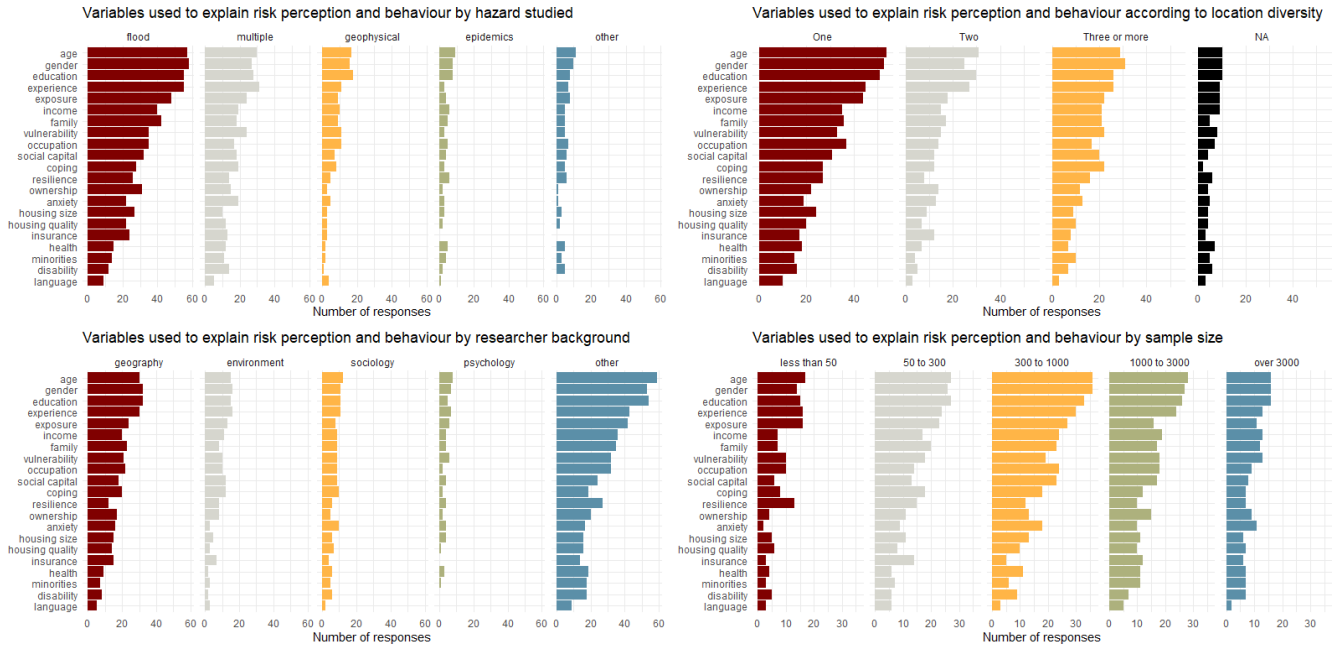 Variables used to explain risk perception and behaviour by hazard studied
flood multiple geophysical epidemics other
age
gender
education
experience
exposure
income
family
vulnerability
occupation
social capital
coping
resilience
ownership
anxiety
housing size
housing quality
insurance
health
minorities
disability
language
0 20 40 60 0 20 40 60 0 20 40 60 0 20 40 60 0 20 40 60
Number of responses
Variables used to explain risk perception and behaviour according to location diversity
One Two Three or more NA
age
gender
education
experience
exposure
income
family
vulnerability
occupation
social capital
coping
resilience
ownership
anxiety
housing size
housing quality
insurance
health
minorities
disability
language
0 20 40 0 20 40 0 20 40 0 20 40
Number of responses
Variables used to explain risk perception and behaviour by researcher background
geography environment sociology psychology other
age
gender
education
experience
exposure
income
family
vulnerability
occupation
social capital
coping
resilience
ownership
anxiety
housing size
housing quality
insurance
health
minorities
disability
language
0 20 40 60 0 20 40 60 0 20 40 60 0 20 40 60 0 20 40 60
Number of responses
Variables used to explain risk perception and behaviour by sample size
less than 50 50 to 300 300 to 1000 1000 to 3000 over 3000
age
gender
education
experience
exposure
income
family
vulnerability
occupation
social capital
coping
resilience
ownership
anxiety
housing size
housing quality
insurance
health
minorities
disability
language
0 10 20 30 0 10 20 30 0 10 20 30 0 10 20 30 0 10 20 30
Number of responses